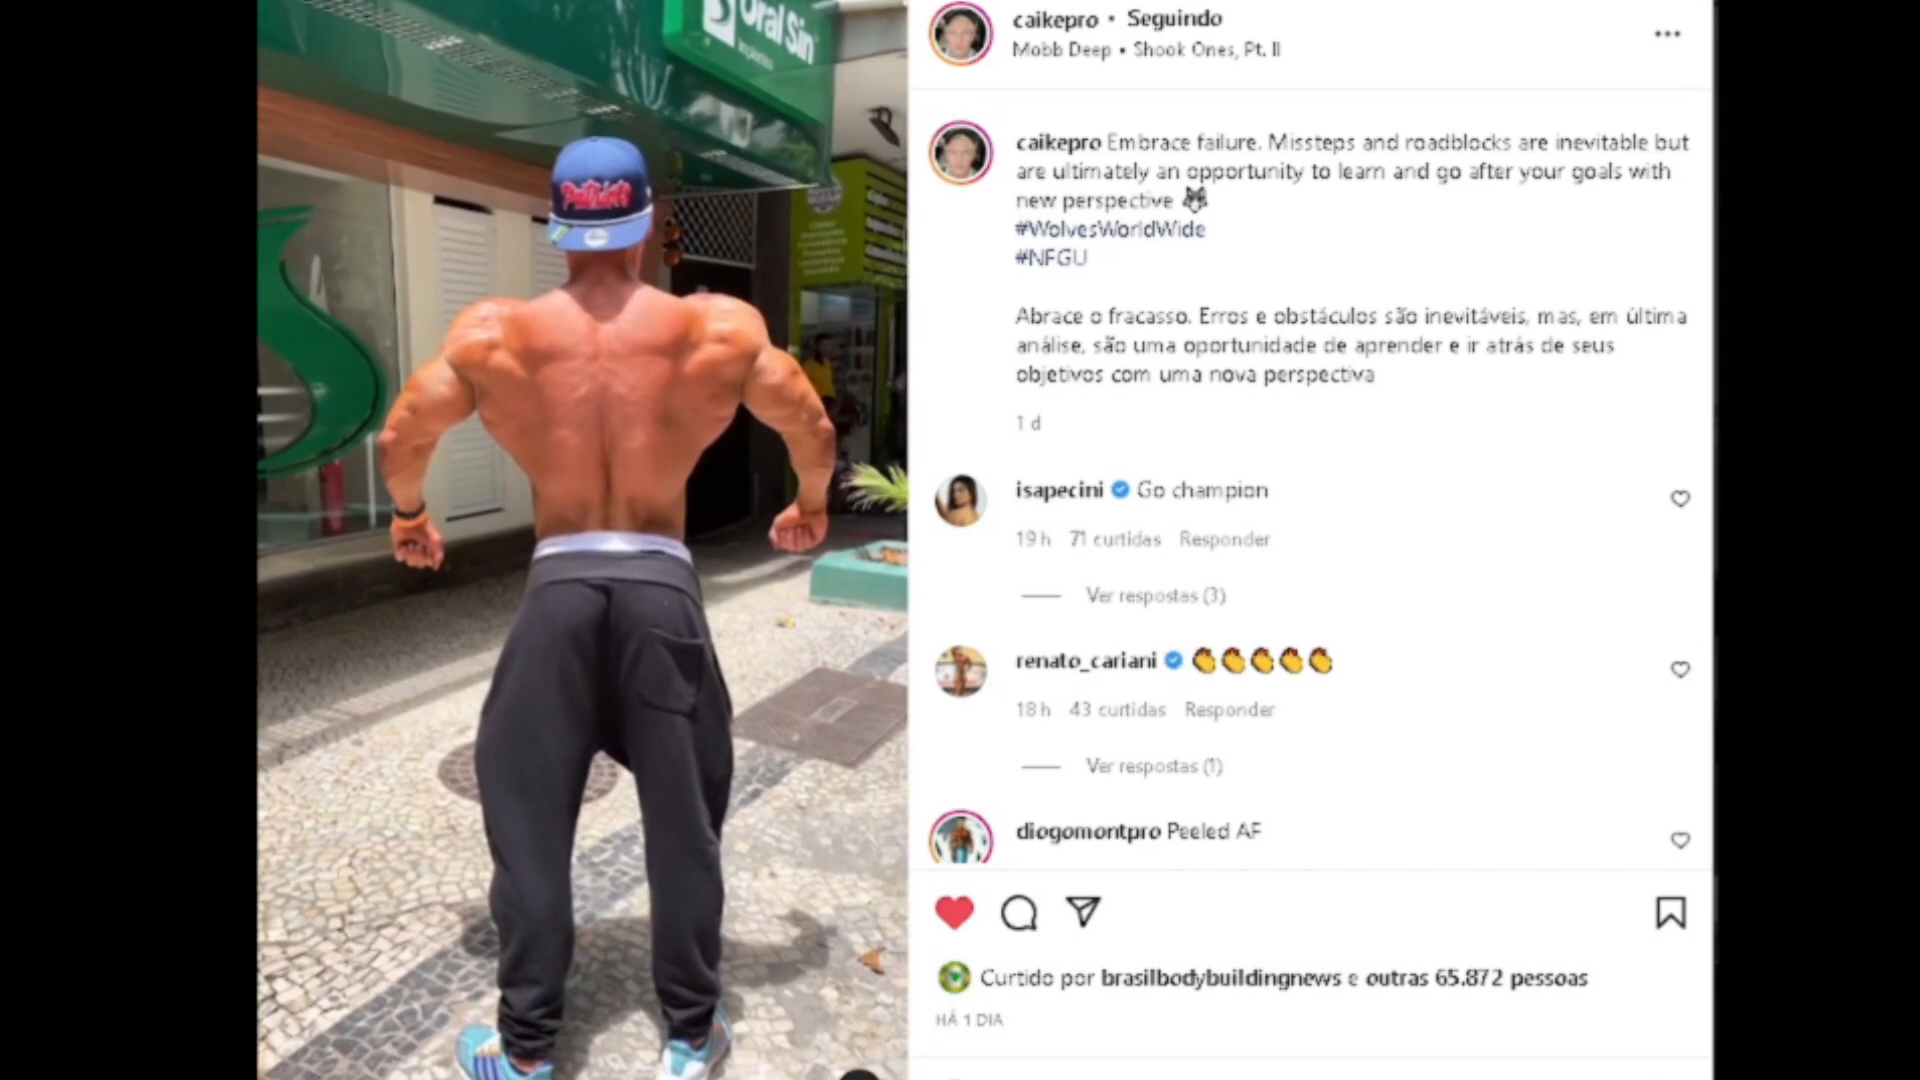 Oral Sin
Implantes
Patriots
caikepro • Seguindo
Mobb Deep • Shook Ones, Pt. II
caikepro Embrace failure. Missteps and roadblocks are inevitable but
are ultimately an opportunity to learn and go after your goals with
new perspective 🐺
#WolvesWorldWide
#NFGU
Abrace o fracasso. Erros e obstáculos são inevitáveis, mas, em última
análise, são uma oportunidade de aprender e ir atrás de seus
objetivos com uma nova perspectiva
1 d
isapecini Go champion
19 h 71 curtidas Responder
Ver respostas (3)
renato_cariani 👏👏👏👏👏
18 h 43 curtidas Responder
Ver respostas (1)
diogomontpro Peeled AF
Curtido por brasilbodybuildingnews e outras 65.872 pessoas
HÁ 1 DIA